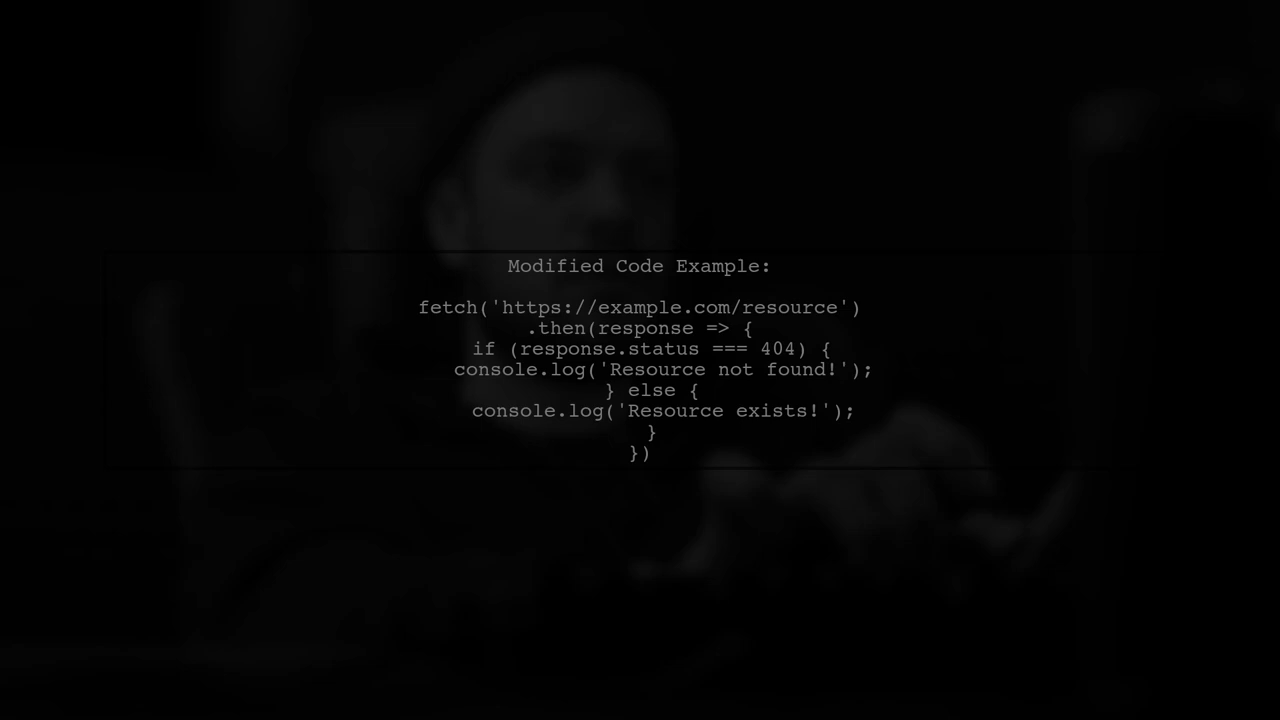 Modified Code Example:
fetch('https://example.com/resource')
.then(response => {
if (response.status === 404) {
console.log('Resource not found!');
} else {
console.log('Resource exists!');
}
})